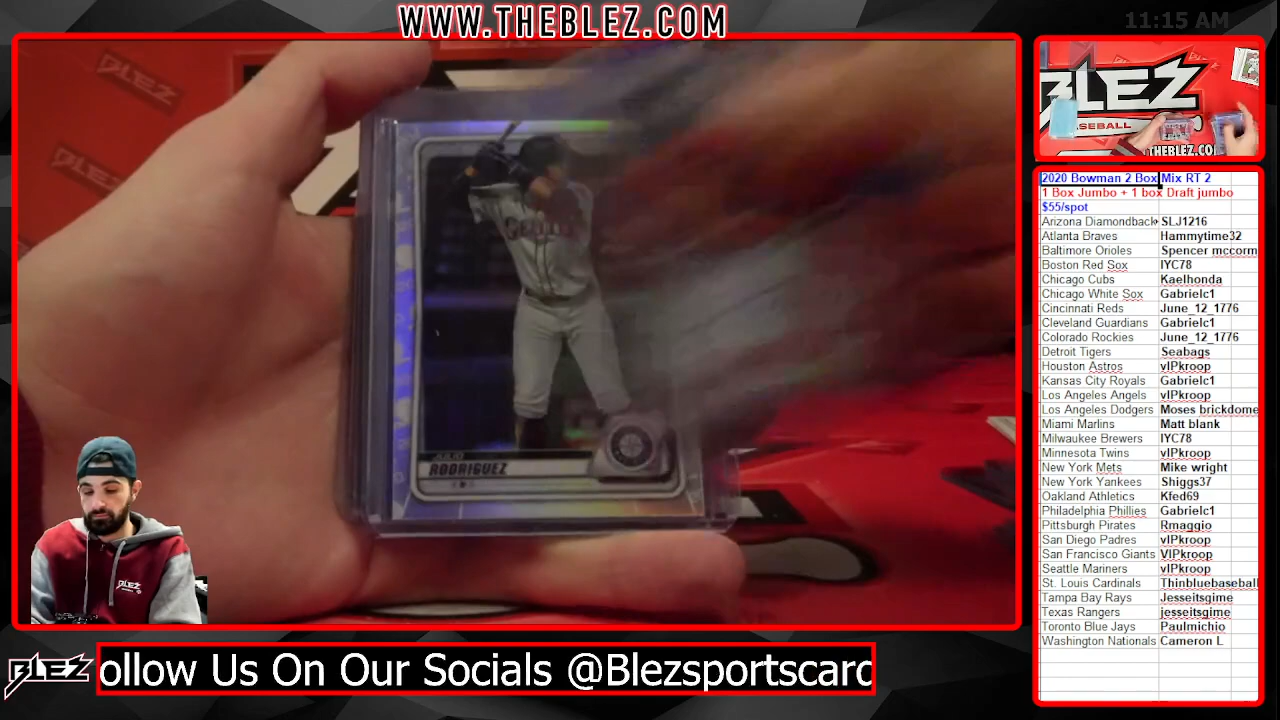 WWW.THEBLEZ.COM
11:15 AM
BLEZ
BLEZ
JULIO
RODRIGUEZ
BLEZ
BASEBALL
THEBLEZ.CO
2020 Bowman 2 Box Mix RT 2
1 Box Jumbo + 1 box Draft jumbo
$55/spot
Arizona Diamondback SLJ1216
Atlanta Braves Hammytime32
Baltimore Orioles Spencer mccorm
Boston Red Sox IYC78
Chicago Cubs Kaelhonda
Chicago White Sox Gabrielc1
Cincinnati Reds June_12_1776
Cleveland Guardians Gabrielc1
Colorado Rockies June_12_1776
Detroit Tigers Seabags
Houston Astros vIPkroop
Kansas City Royals Gabrielc1
Los Angeles Angels vIPkroop
Los Angeles Dodgers Moses brickdome
Miami Marlins Matt blank
Milwaukee Brewers IYC78
Minnesota Twins vIPkroop
New York Mets Mike wright
New York Yankees Shiggs37
Oakland Athletics Kfed69
Philadelphia Phillies Gabrielc1
Pittsburgh Pirates Rmaggio
San Diego Padres vIPkroop
San Francisco Giants VIPkroop
Seattle Mariners vIPkroop
St. Louis Cardinals Thinbluebaseball
Tampa Bay Rays Jesseitsgime
Texas Rangers jesseitsgime
Toronto Blue Jays Paulmichio
Washington Nationals Cameron L
BLEZ
BLEZ
ollow Us On Our Socials @Blezsportscard